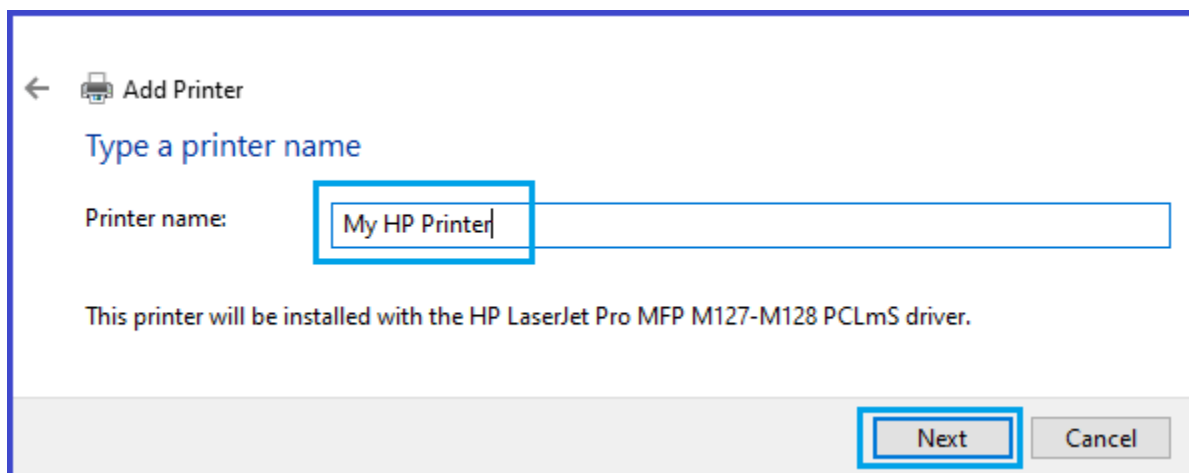 Add Printer
Type a printer name
Printer name: My HP Printer
This printer will be installed with the HP LaserJet Pro MFP M127-M128 PCLmS driver.
Next Cancel